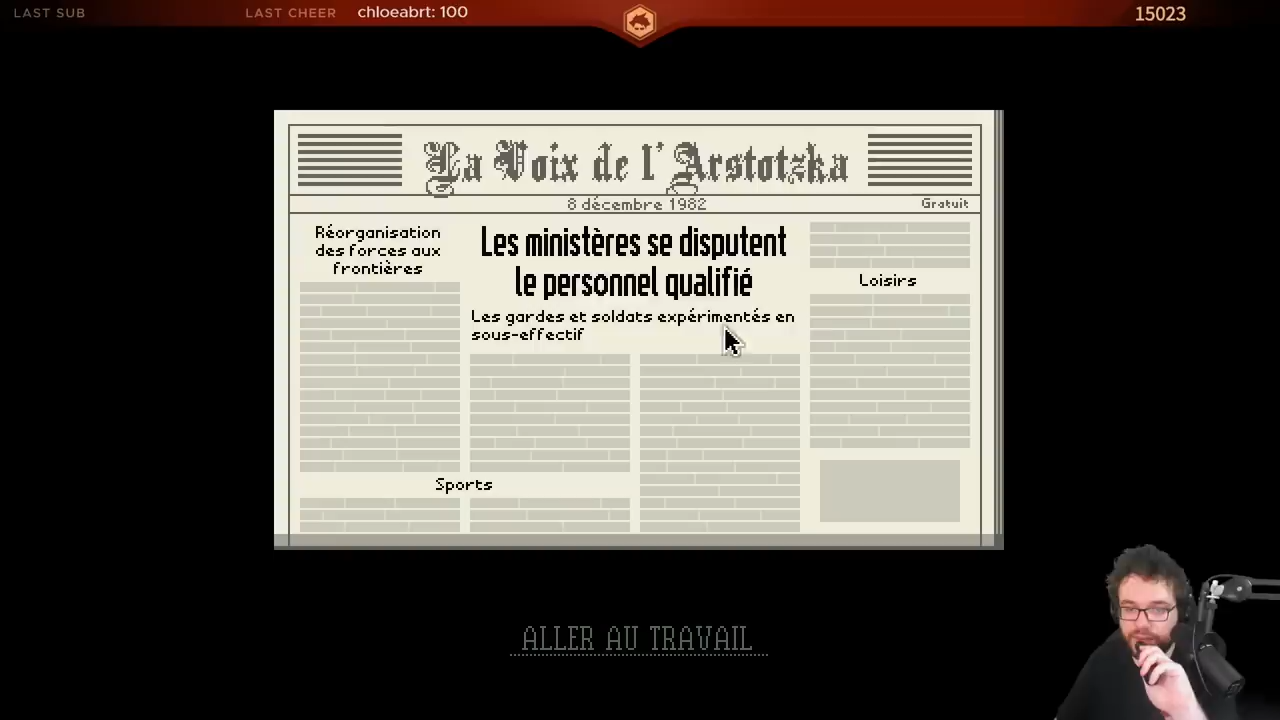 LAST SUB
LAST CHEER chloeabrt: 100
15023
La Voix de l'Arstotzka
8 décembre 1982
Gratuit
Réorganisation
des forces aux
frontières
Les ministères se disputent
le personnel qualifié
Les gardes et soldats expérimentés en
sous-effectif
Loisirs
Sports
ALLER AU TRAVAIL